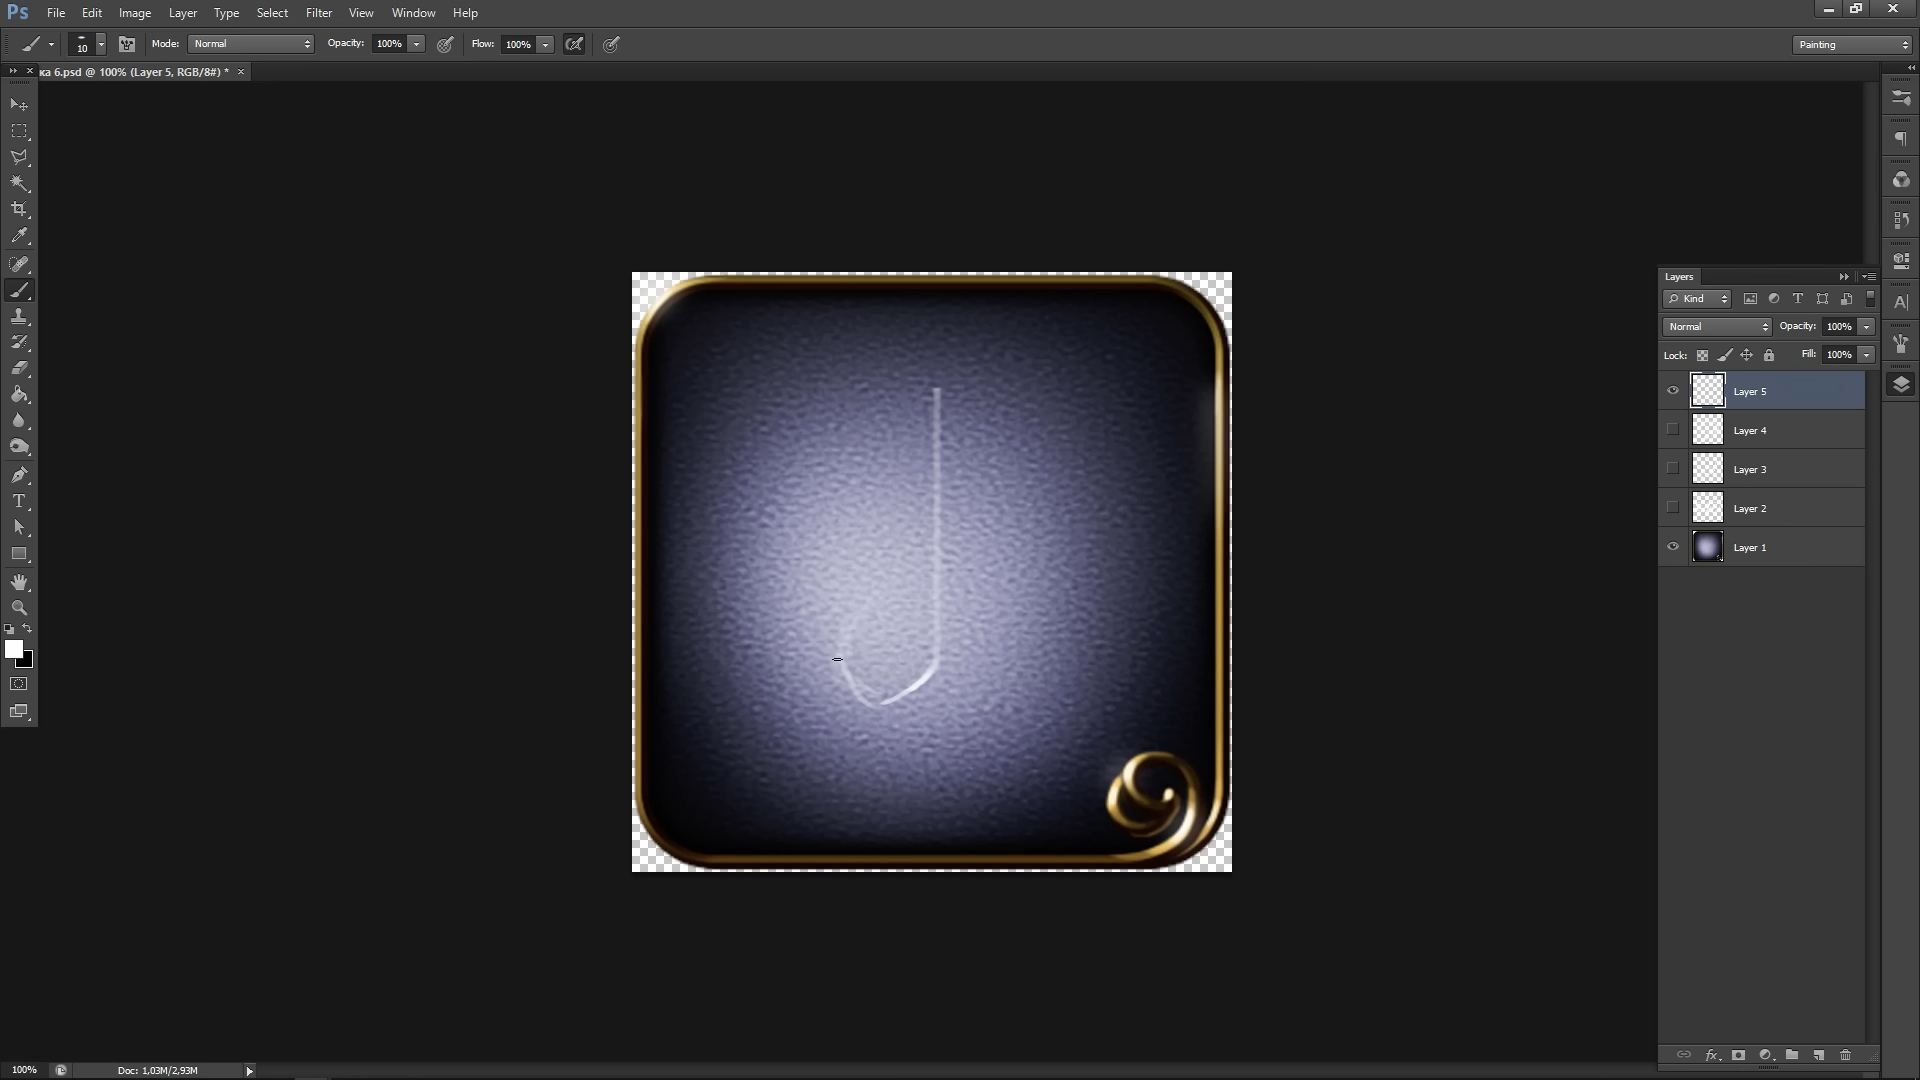 Ps File Edit Image Layer Type Select Filter View Window Help
10 Mode: Normal Opacity: 100% Flow: 100% Painting
ка 6.psd @ 100% (Layer 5, RGB/8#) * ×
Layers
Kind
Normal Opacity: 100%
Lock: Fill: 100%
Layer 5
Layer 4
Layer 3
Layer 2
Layer 1
fx
100% Doc: 1,03M/2,93M